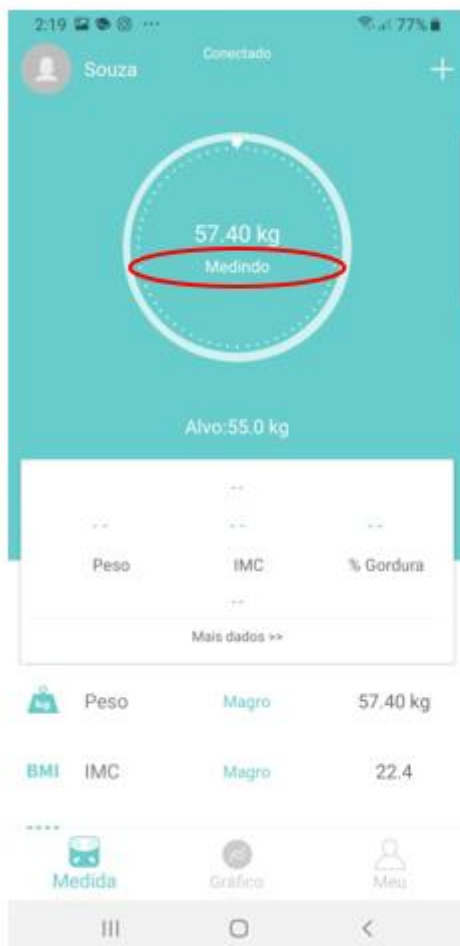 2:19 77%
Conectado
Souza
57.40 kg
Medindo
Alvo:55.0 kg
--
-- -- --
Peso IMC % Gordura
--
Mais dados >>
kg Peso Magro 57.40 kg
BMI IMC Magro 22.4
Medida Gráfico Meu